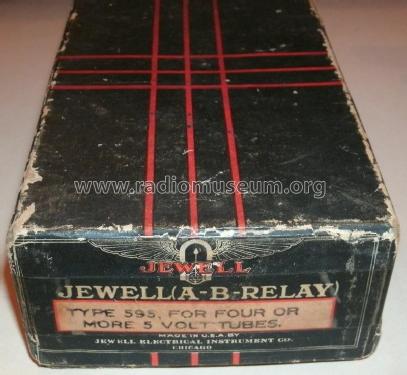 www.radiomuseum.org
JEWELL
JEWELL(A-B-RELAY)
TYPE 595, FOR FOUR OR
MORE 5 VOLT TUBES.
MADE IN U.S.A. BY
JEWELL ELECTRICAL INSTRUMENT CO.
CHICAGO